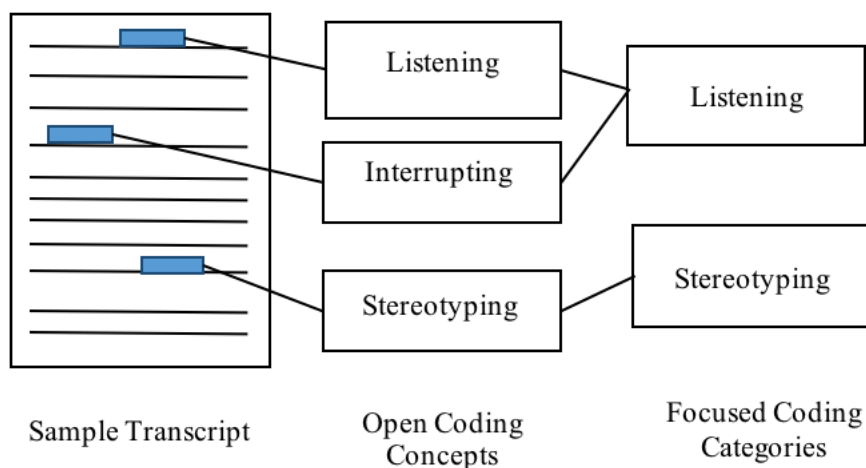 Listening
Interrupting
Stereotyping
Listening
Stereotyping
Sample Transcript
Open Coding
Concepts
Focused Coding
Categories